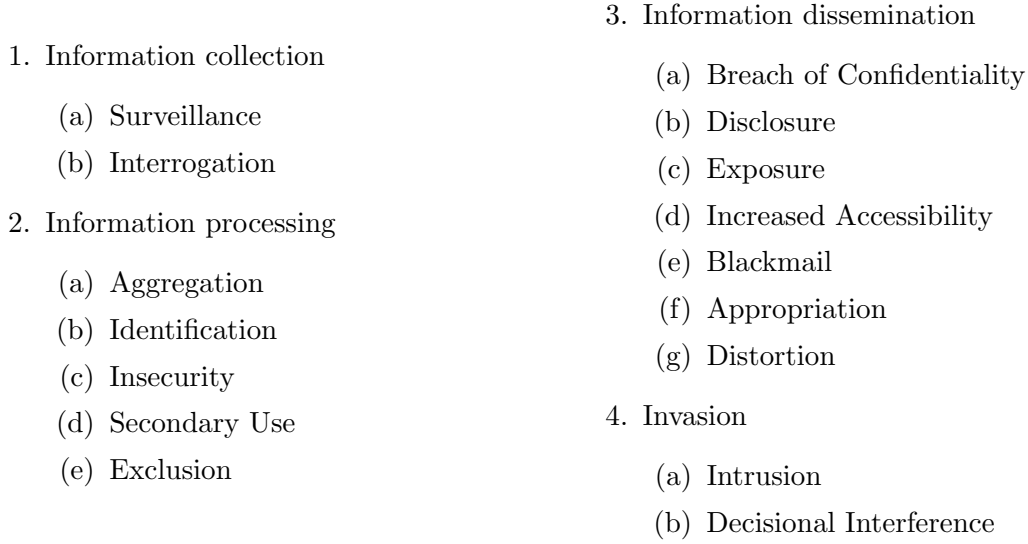 1. Information collection
(a) Surveillance
(b) Interrogation
2. Information processing
(a) Aggregation
(b) Identification
(c) Insecurity
(d) Secondary Use
(e) Exclusion
3. Information dissemination
(a) Breach of Confidentiality
(b) Disclosure
(c) Exposure
(d) Increased Accessibility
(e) Blackmail
(f) Appropriation
(g) Distortion
4. Invasion
(a) Intrusion
(b) Decisional Interference